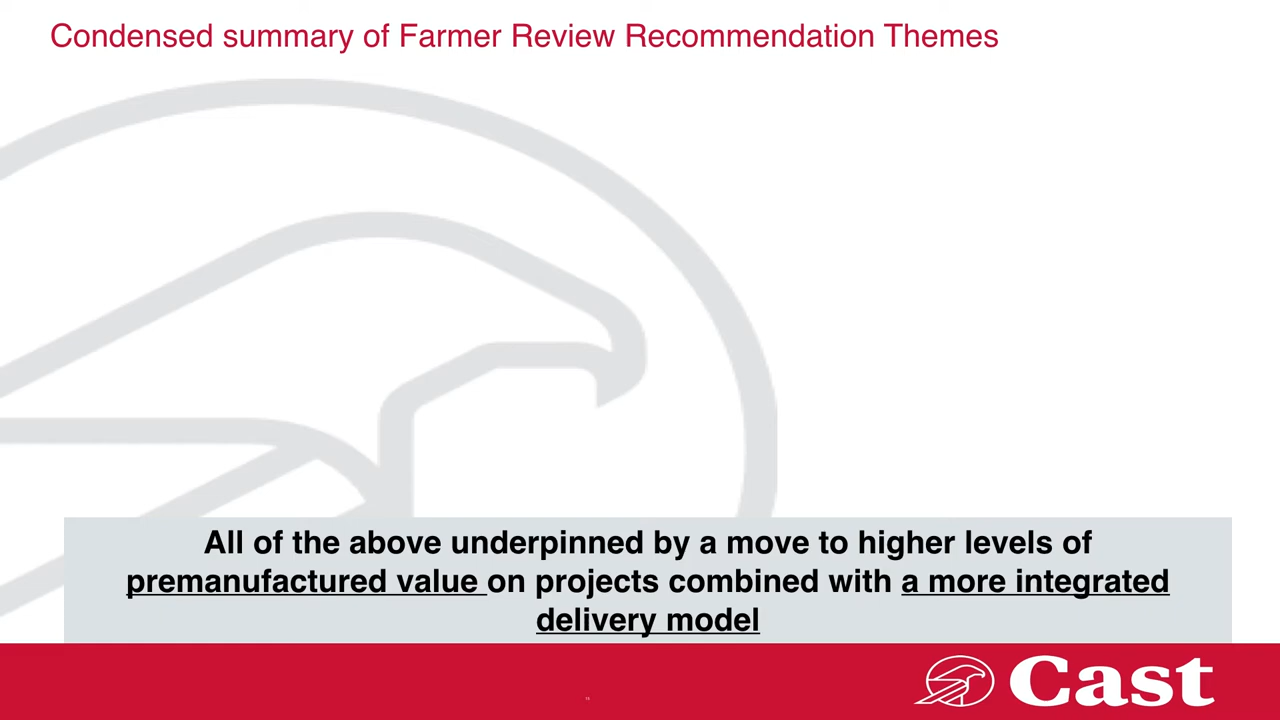 Condensed summary of Farmer Review Recommendation Themes
All of the above underpinned by a move to higher levels of
premanufactured value on projects combined with a more integrated
delivery model
Cast